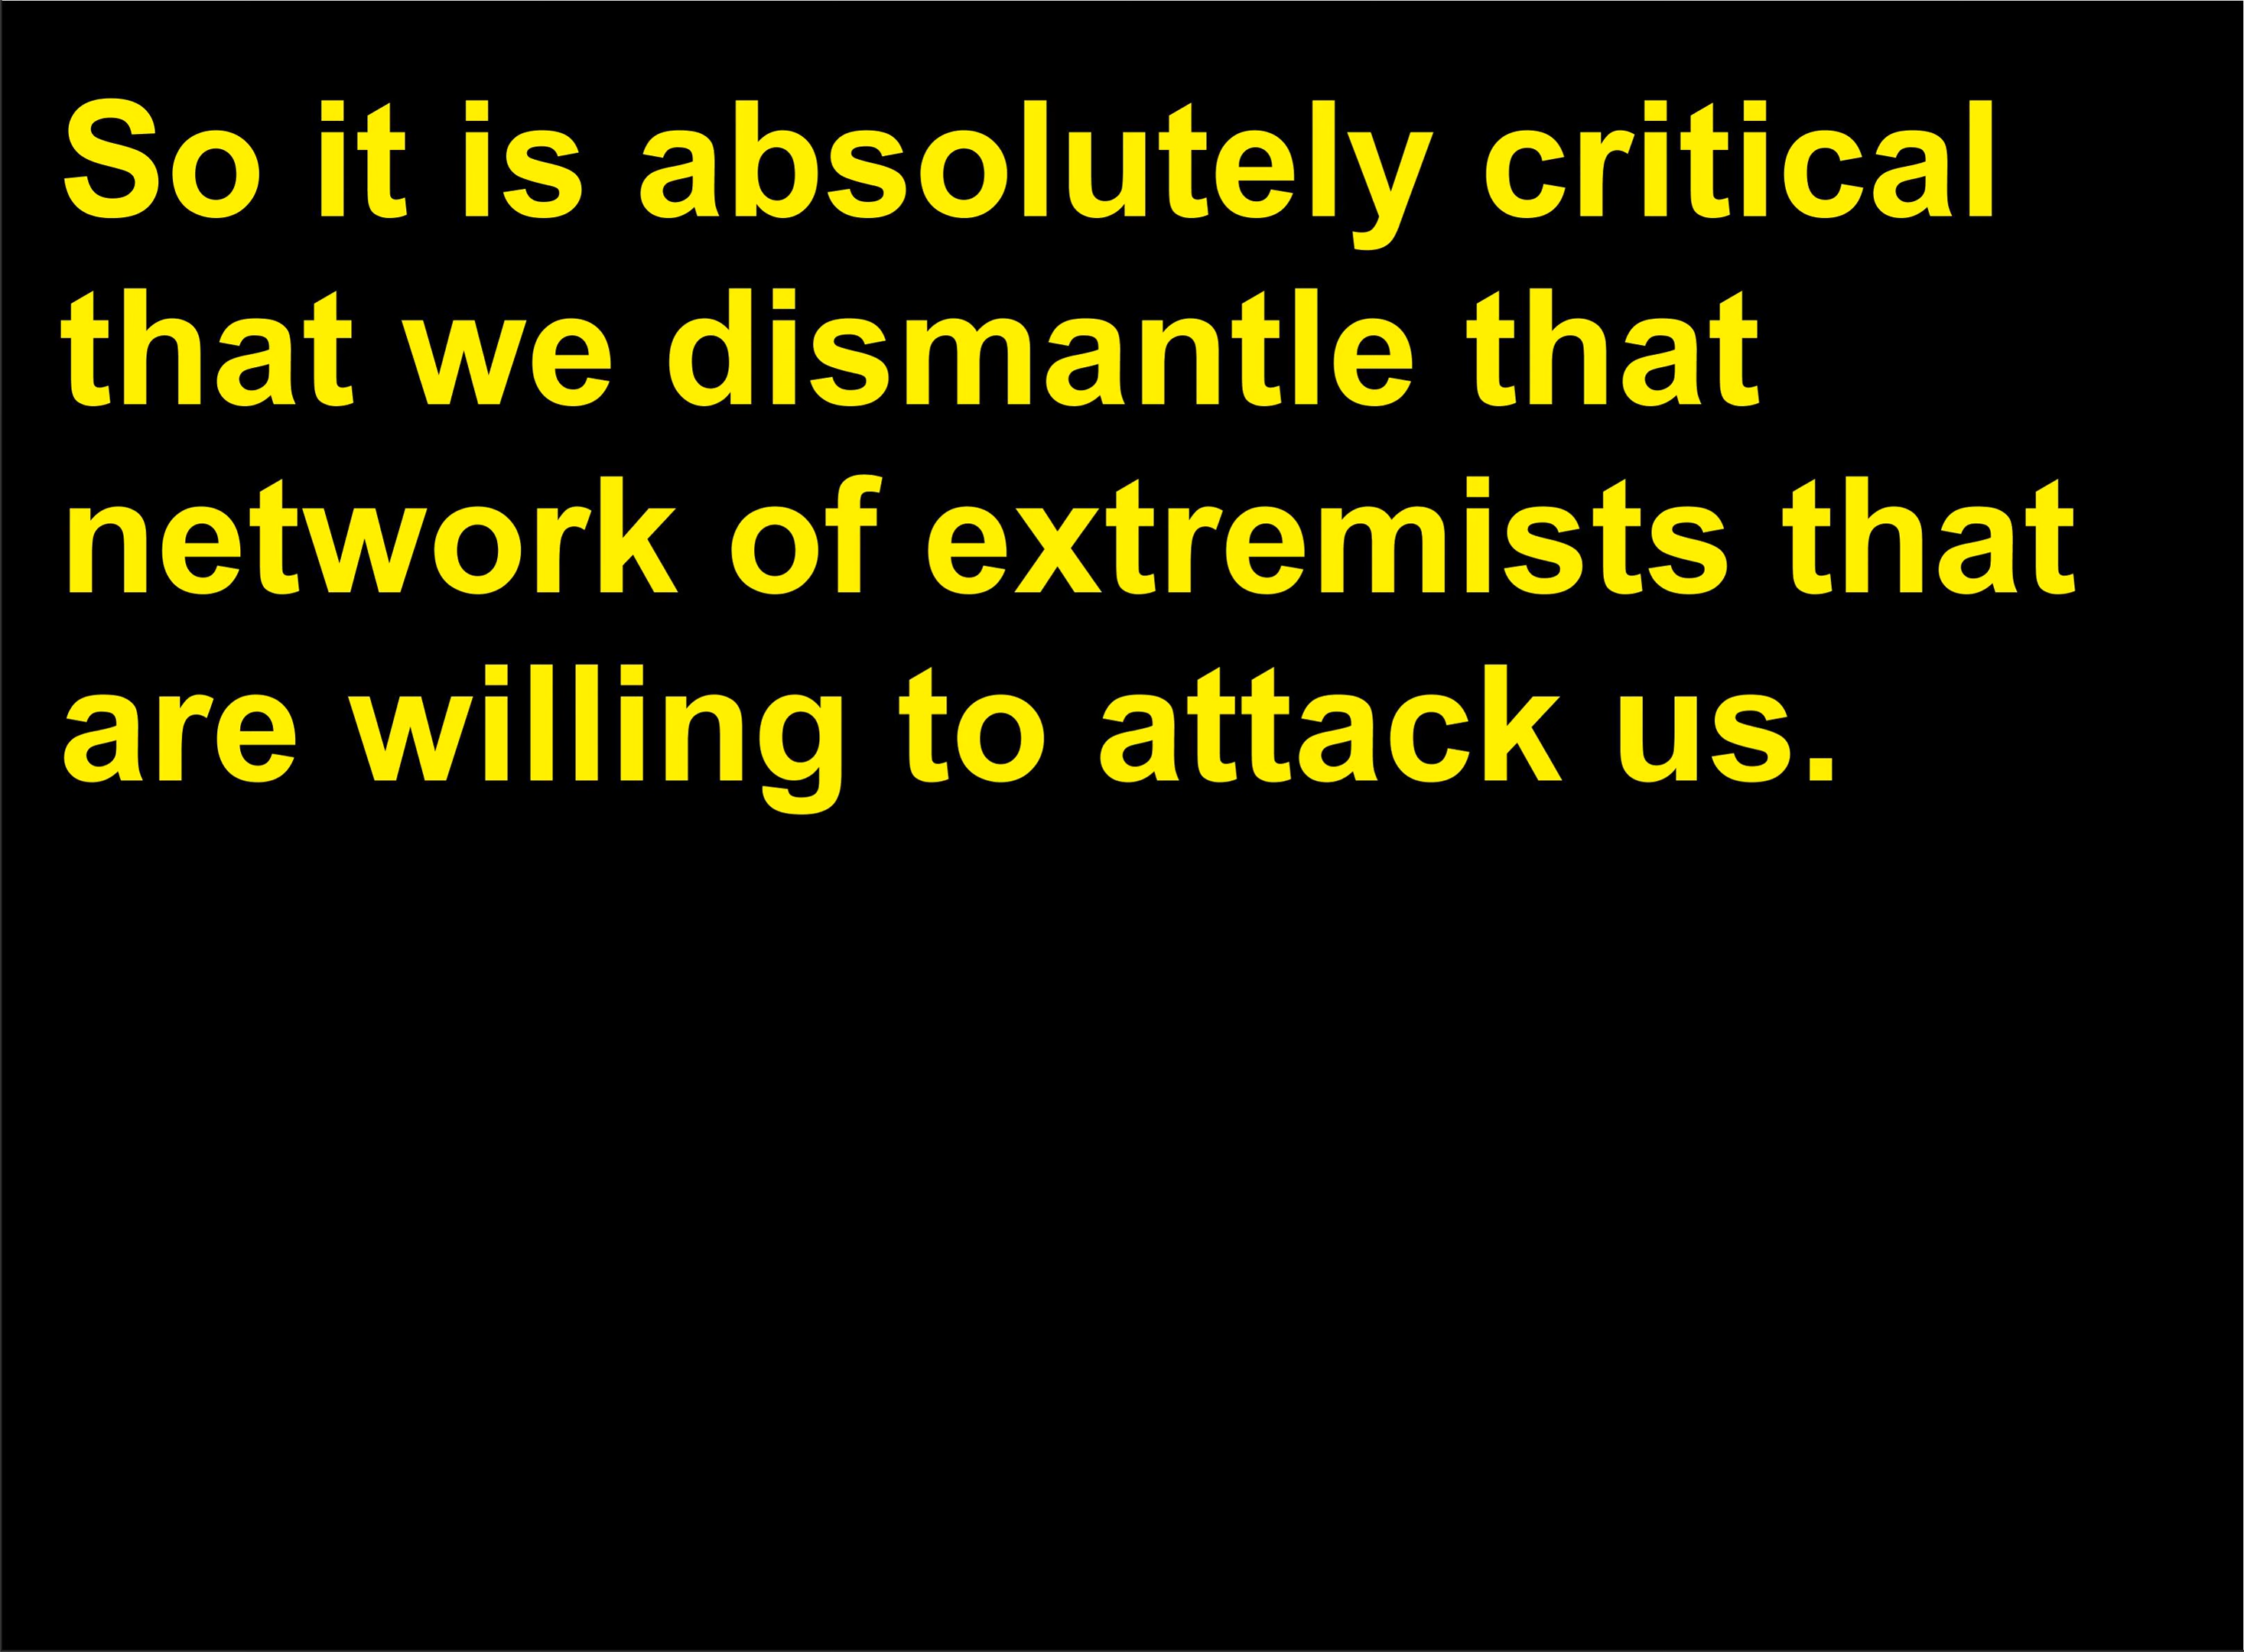 So it is absolutely critical
that we dismantle that
network of extremists that
are willing to attack us.